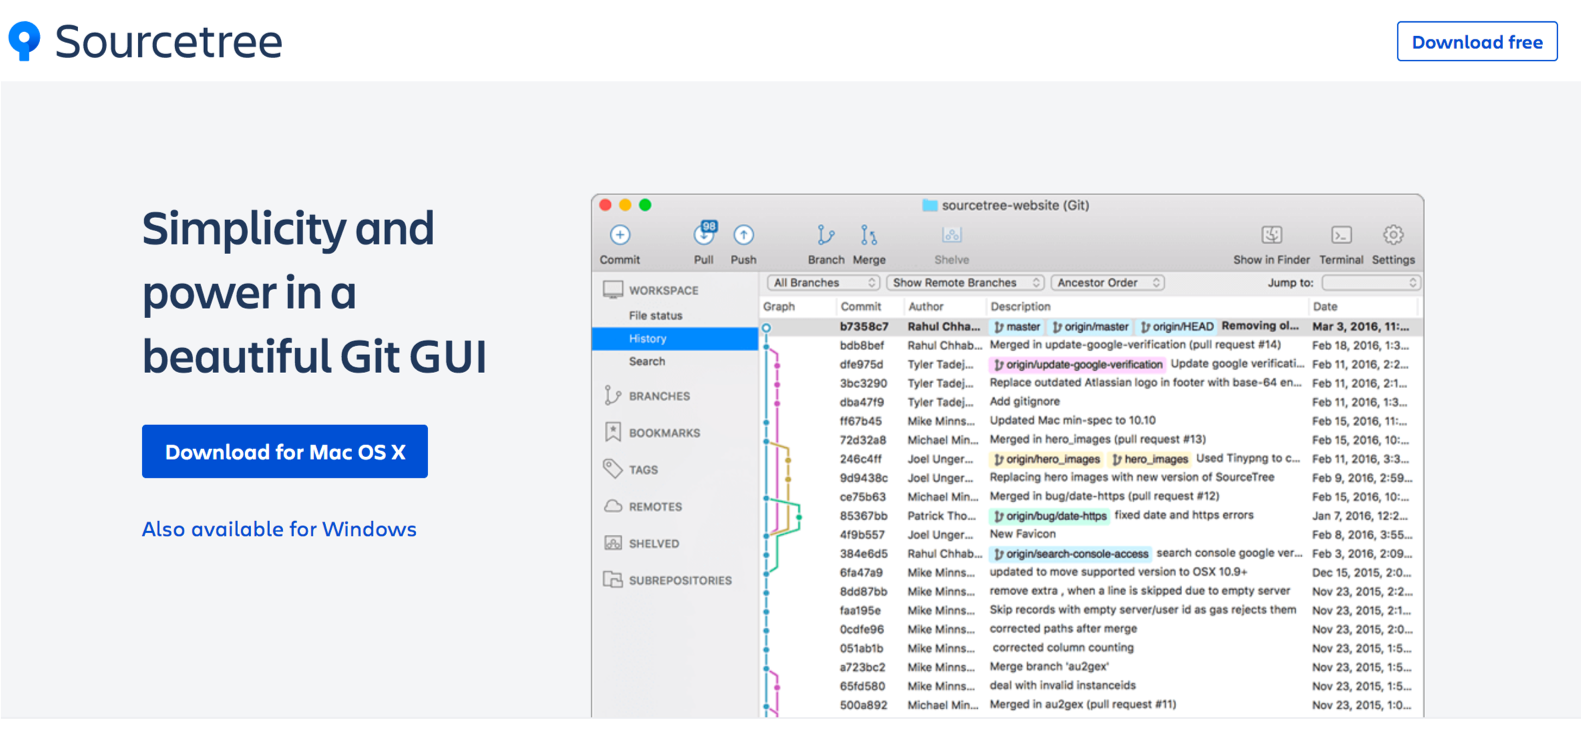 Sourcetree
Download free
Simplicity and
power in a
beautiful Git GUI
Download for Mac OS X
Also available for Windows
sourcetree-website (Git)
98
Commit Pull Push Branch Merge Shelve Show in Finder Terminal Settings
WORKSPACE
File status
History
Search
BRANCHES
BOOKMARKS
TAGS
REMOTES
SHELVED
SUBREPOSITORIES
All Branches Show Remote Branches Ancestor Order Jump to:
Graph Commit Author Description Date
b7358c7 Rahul Chha... master origin/master origin/HEAD Removing ol... Mar 3, 2016, 11:...
bdb8bef Rahul Chhab... Merged in update-google-verification (pull request #14) Feb 18, 2016, 1:3...
dfe975d Tyler Tadej... origin/update-google-verification Update google verificati... Feb 11, 2016, 2:2...
3bc3290 Tyler Tadej... Replace outdated Atlassian logo in footer with base-64 en... Feb 11, 2016, 2:1...
dba47f9 Tyler Tadej... Add gitignore Feb 11, 2016, 1:3...
ff67b45 Mike Minns... Updated Mac min-spec to 10.10 Feb 15, 2016, 11:...
72d32a8 Michael Min... Merged in hero_images (pull request #13) Feb 15, 2016, 10:...
246c4ff Joel Unger... origin/hero_images hero_images Used Tinypng to c... Feb 11, 2016, 3:3...
9d9438c Joel Unger... Replacing hero images with new version of SourceTree Feb 9, 2016, 2:59...
ce75b63 Michael Min... Merged in bug/date-https (pull request #12) Feb 15, 2016, 10:...
85367bb Patrick Tho... origin/bug/date-https fixed date and https errors Jan 7, 2016, 12:2...
4f9b557 Joel Unger... New Favicon Feb 8, 2016, 3:55...
384e6d5 Rahul Chhab... origin/search-console-access search console google ver... Feb 3, 2016, 2:09...
6fa47a9 Mike Minns... updated to move supported version to OSX 10.9+ Dec 15, 2015, 2:0...
8dd87bb Mike Minns... remove extra , when a line is skipped due to empty server Nov 23, 2015, 2:2...
faa195e Mike Minns... Skip records with empty server/user id as gas rejects them Nov 23, 2015, 2:1...
0cdfe96 Mike Minns... corrected paths after merge Nov 23, 2015, 2:0...
051ab1b Mike Minns... corrected column counting Nov 23, 2015, 1:5...
a723bc2 Mike Minns... Merge branch 'au2gex' Nov 23, 2015, 1:5...
65fd580 Mike Minns... deal with invalid instanceids Nov 23, 2015, 1:5...
500a892 Michael Min... Merged in au2gex (pull request #11) Nov 23, 2015, 1:0...